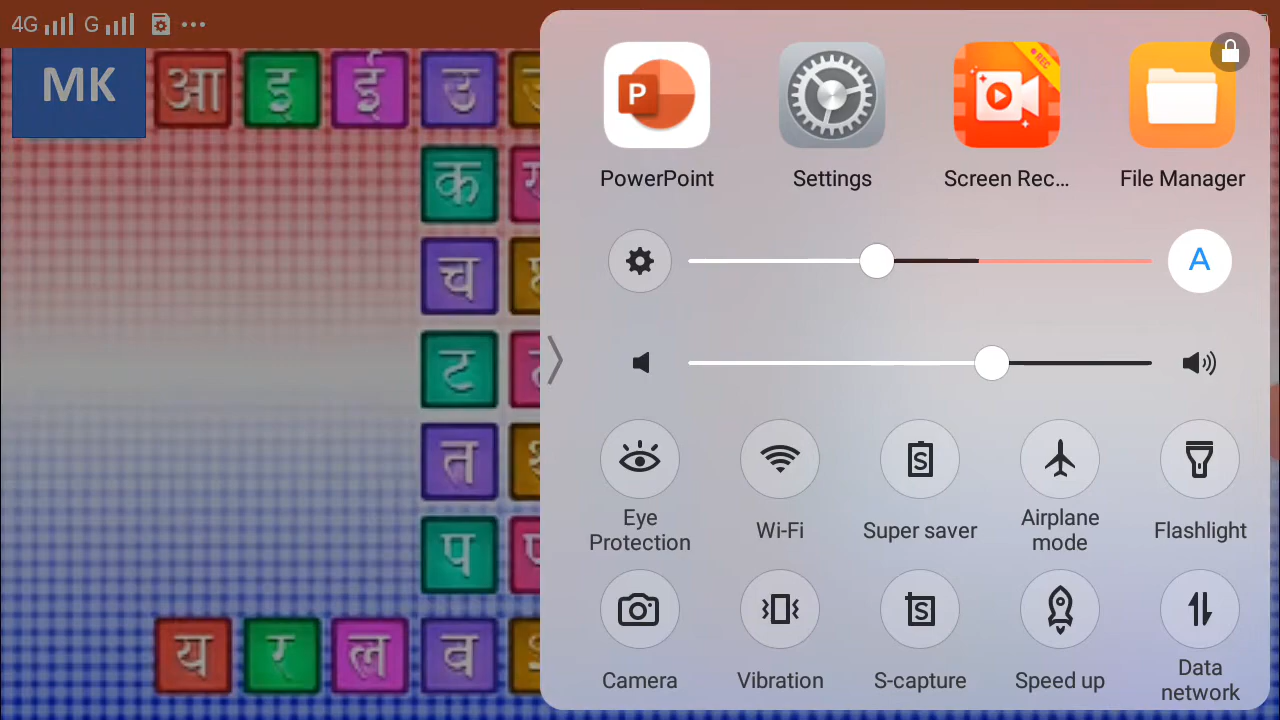 4G G
MK आ इ ई उ
क
च
ट
त
प
य र ल व
REC
P
PowerPoint Settings Screen Rec... File Manager
A
Eye Protection Wi-Fi Super saver Airplane mode Flashlight
S
Camera Vibration S-capture Speed up Data network
S